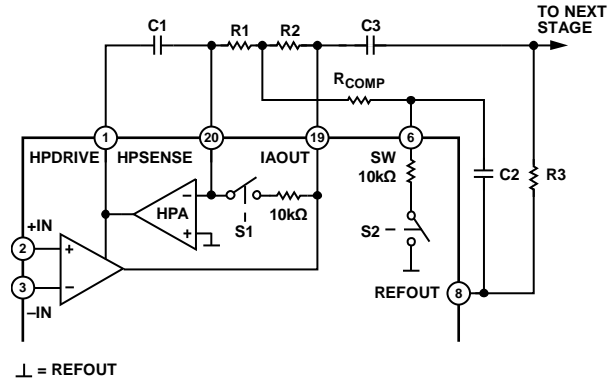 TO NEXT
STAGE
C1
R1
R2
C3
RCOMP
1
20
19
6
HPDRIVE
HPSENSE
IAOUT
SW
10kΩ
C2
R3
HPA
–
+
S1
10kΩ
S2
+IN
2
+
3
–
–IN
REFOUT
8
⊥ = REFOUT